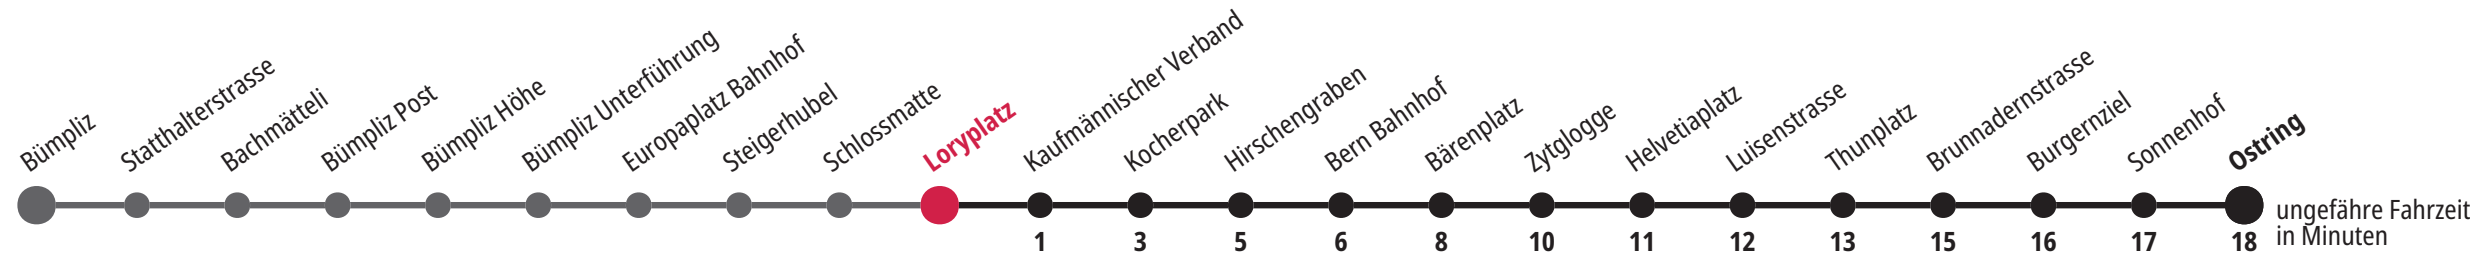 Bümpliz
Statthalterstrasse
Bachmätteli
Bümpliz Post
Bümpliz Höhe
Bümpliz Unterführung
Europaplatz Bahnhof
Steigerhubel
Schlossmatte
Loryplatz
Kaufmännischer Verband
Kocherpark
Hirschengraben
Bern Bahnhof
Bärenplatz
Zytglogge
Helvetiaplatz
Luisenstrasse
Thunplatz
Brunnadernstrasse
Burgernziel
Sonnenhof
Ostring
1 3 5 6 8 10 11 12 13 15 16 17 18
ungefähre Fahrzeit
in Minuten